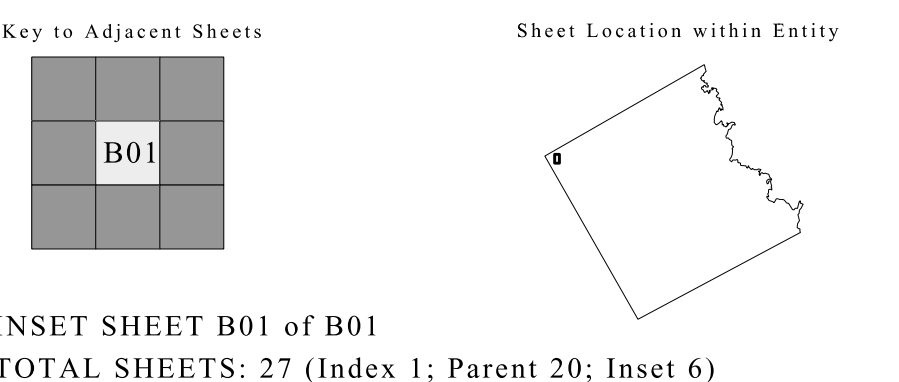 Key to Adjacent Sheets
Sheet Location within Entity
B01
INSET SHEET B01 of B01
TOTAL SHEETS: 27 (Index 1; Parent 20; Inset 6)